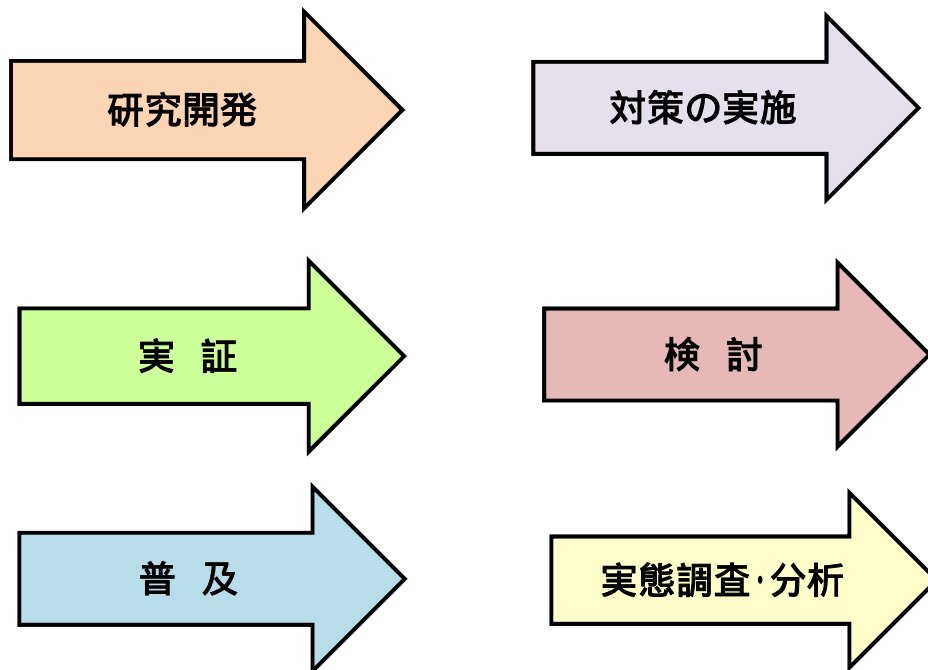 研究開発
対策の実施
実 証
検 討
普 及
実態調査･分析